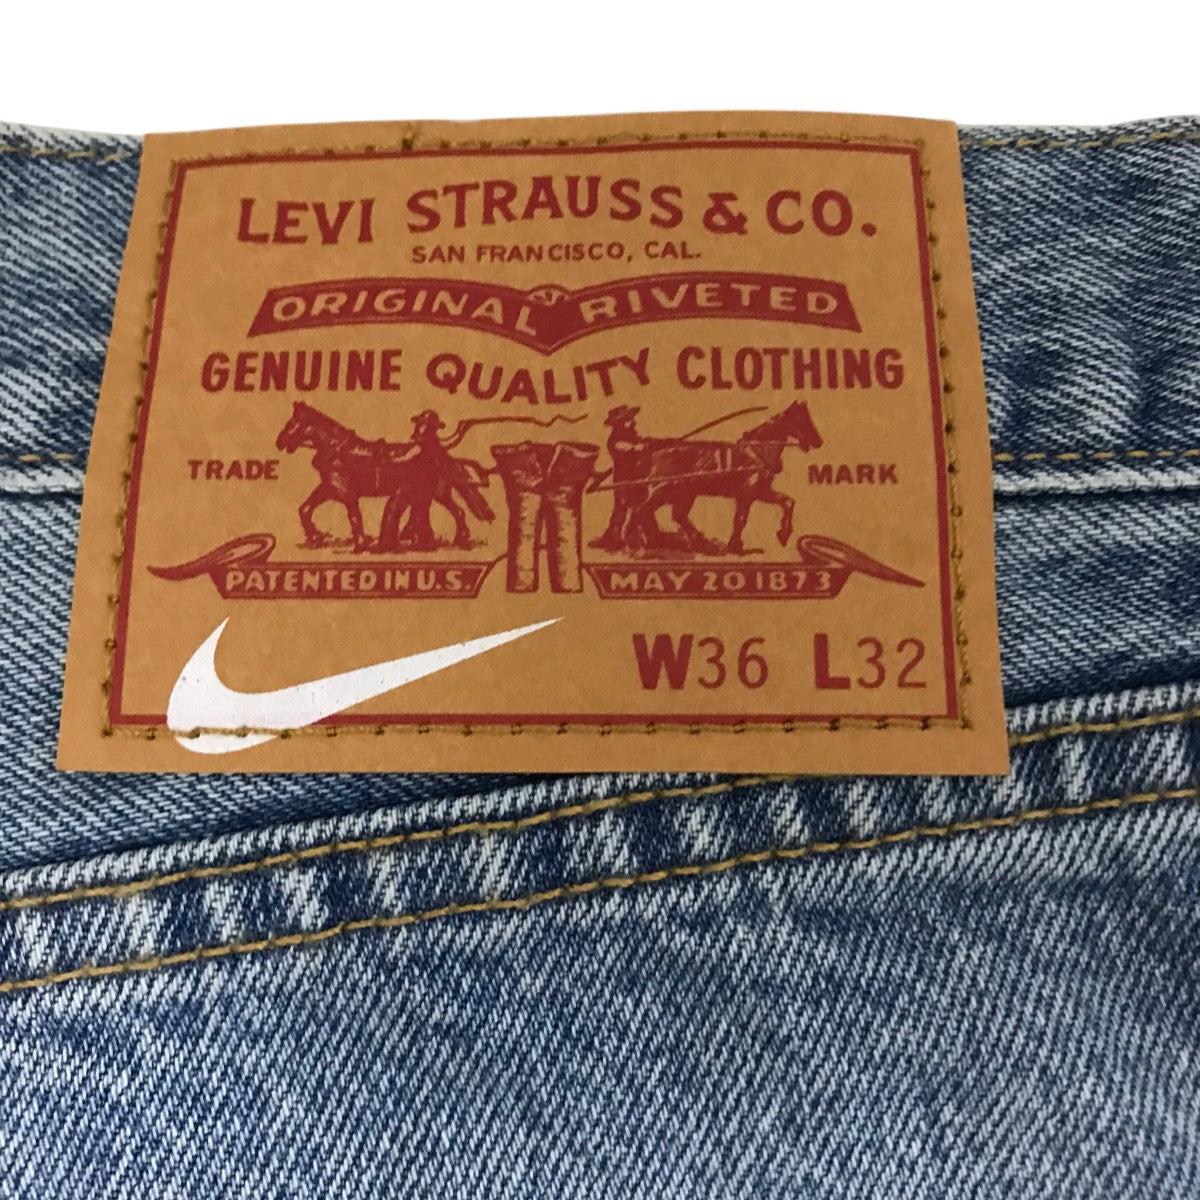 LEVI STRAUSS & CO.
SAN FRANCISCO, CAL.
ORIGINAL RIVETED
GENUINE QUALITY CLOTHING
TRADE MARK
PATENTED IN U.S. MAY 20 1873
W36 L32